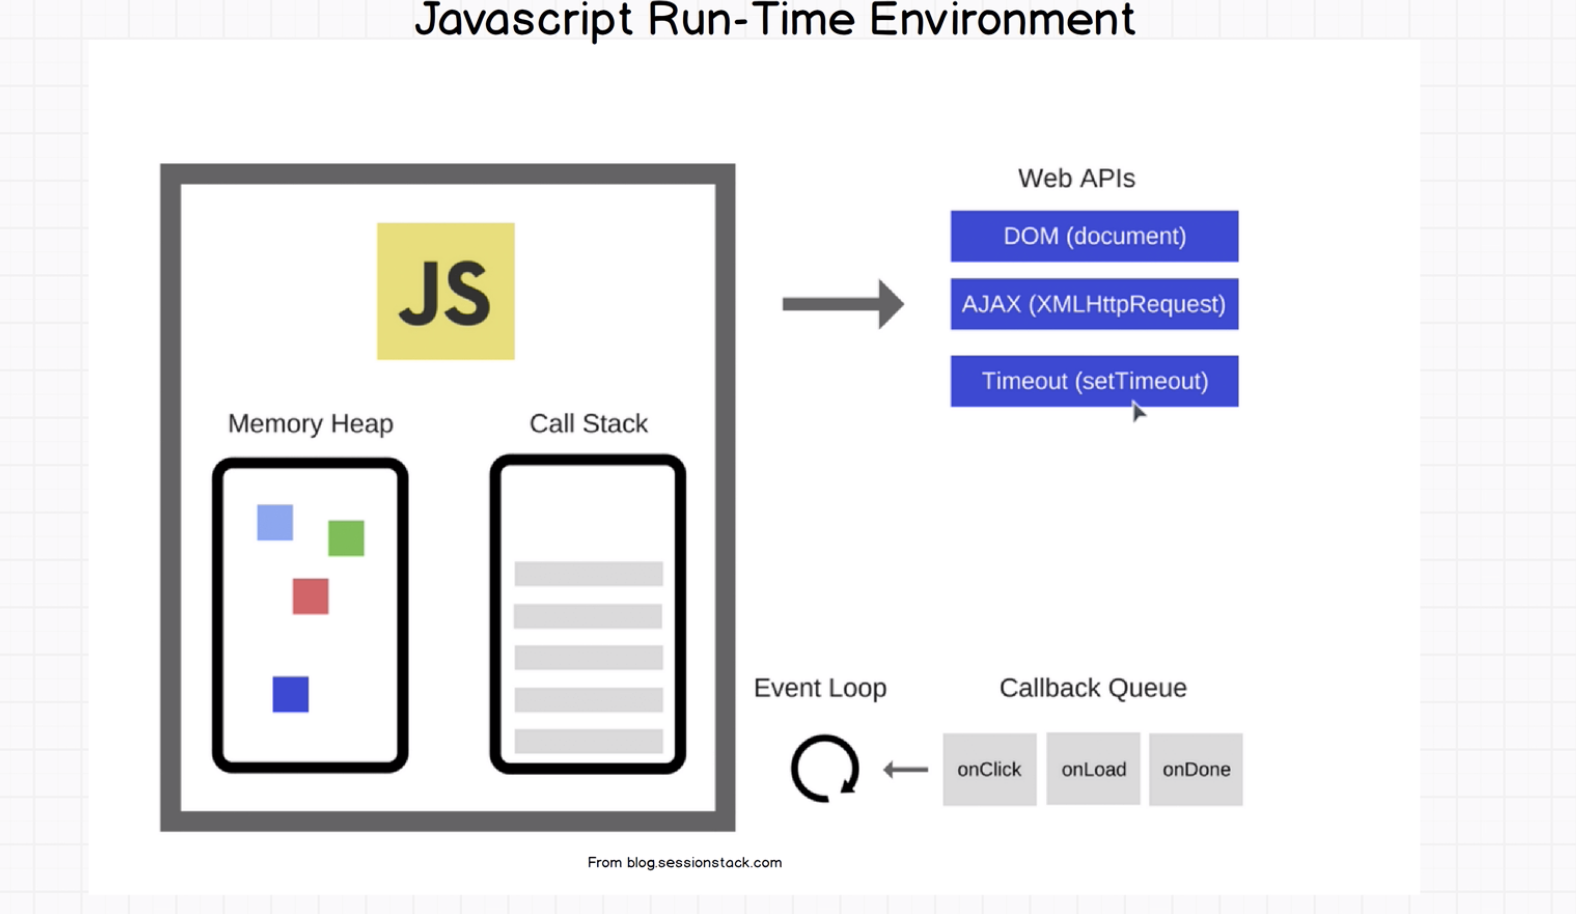 Javascript Run-Time Environment
Web APIs
DOM (document)
JS
AJAX (XMLHttpRequest)
Timeout (setTimeout)
Memory Heap
Call Stack
Event Loop
Callback Queue
onClick
onLoad
onDone
From blog.sessionstack.com